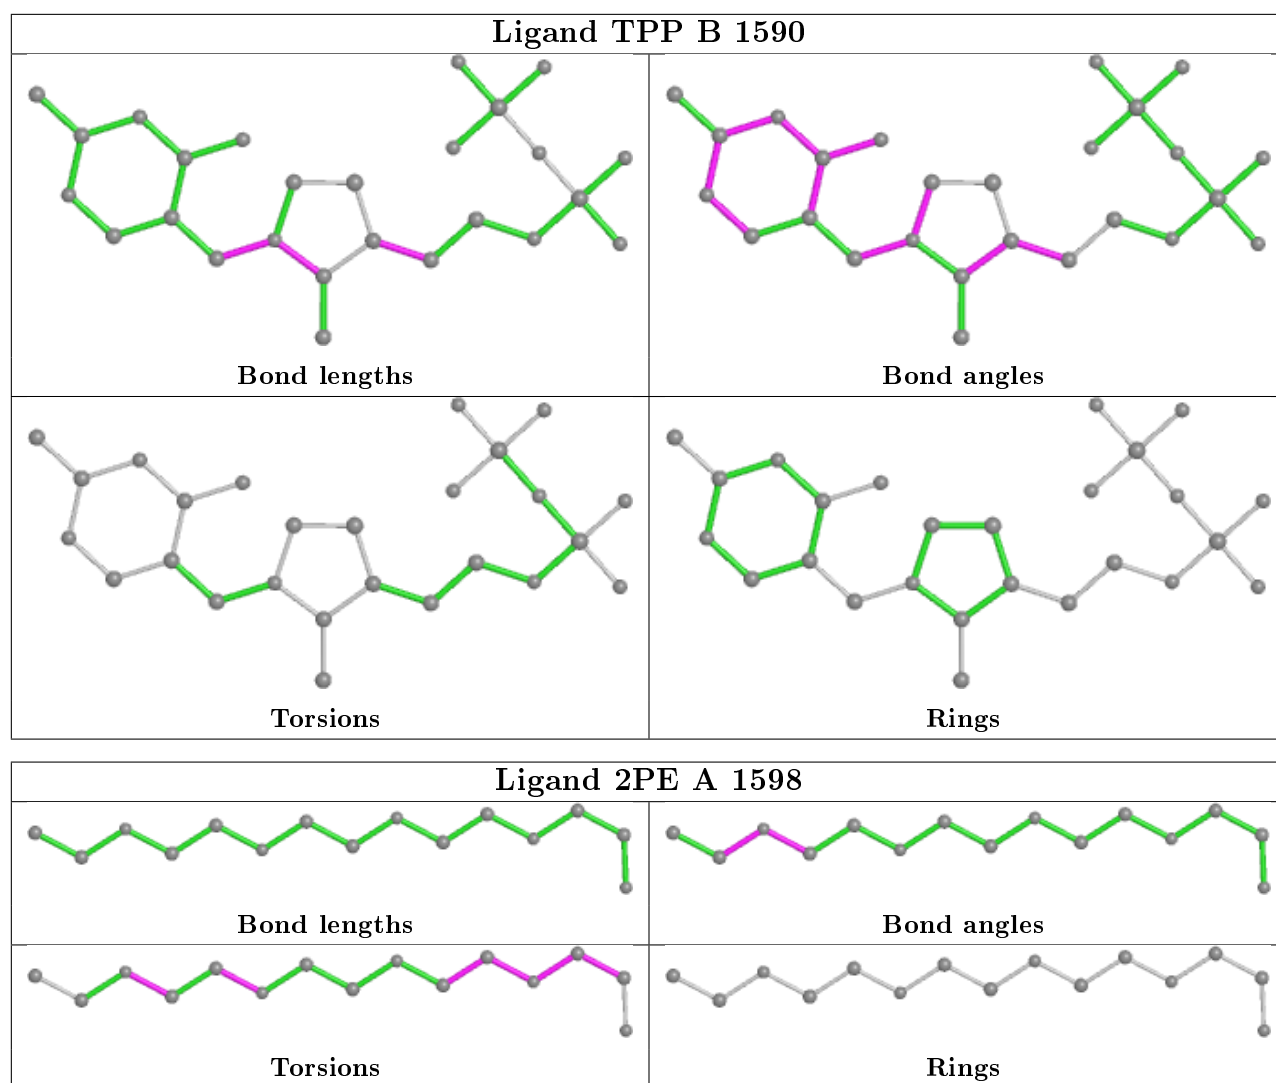 Ligand TPP B 1590
Bond lengths
Bond angles
Torsions
Rings
Ligand 2PE A 1598
Bond lengths
Bond angles
Torsions
Rings